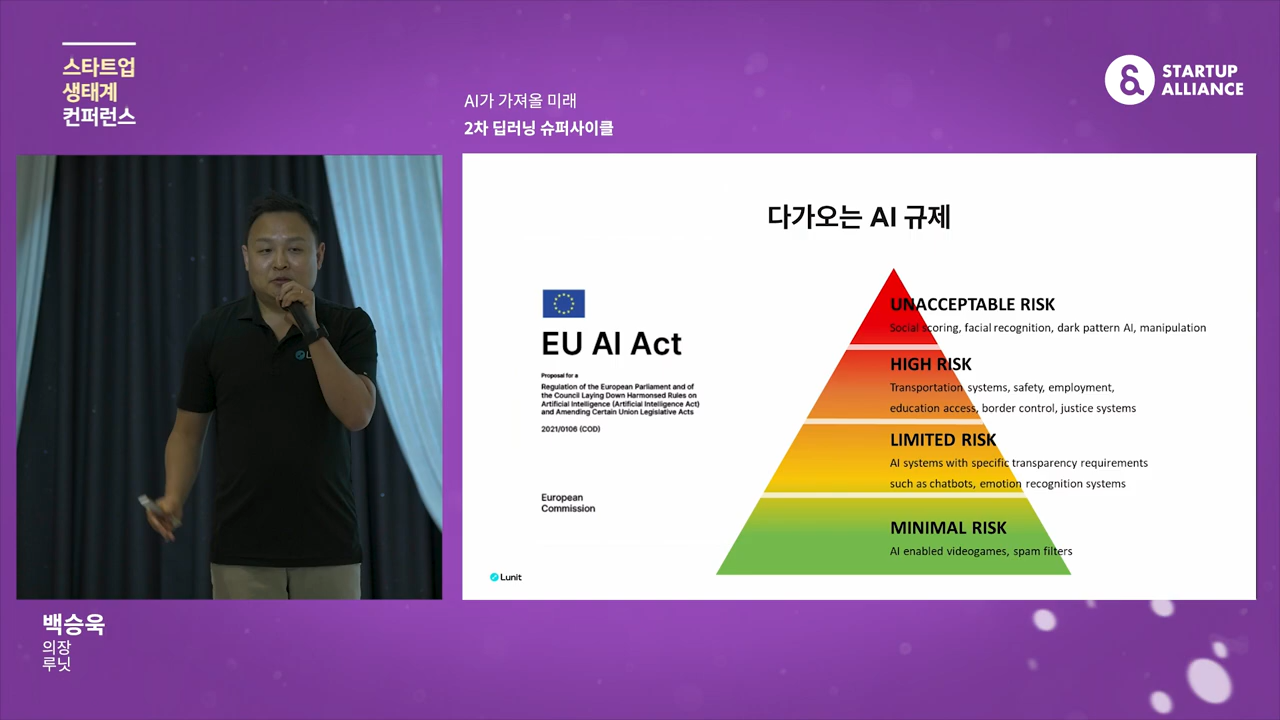 스타트업
생태계
컨퍼런스
AI가 가져올 미래
2차 딥러닝 슈퍼사이클
STARTUP
ALLIANCE
다가오는 AI 규제
EU AI Act
Proposal for a
Regulation of the European Parliament and of
the Council Laying Down Harmonsed Rules on
Artificial Intelligence (Artificial Intelligence Act)
and Amending Certain Union Legislative Acts
2021/0106 (COD)
European
Commission
UNACCEPTABLE RISK
Social scoring, facial recognition, dark pattern AI, manipulation
HIGH RISK
Transportation systems, safety, employment,
education access, border control, justice systems
LIMITED RISK
AI systems with specific transparency requirements
such as chatbots, emotion recognition systems
MINIMAL RISK
AI enabled videogames, spam filters
Lunit
백승욱
의장
루닛